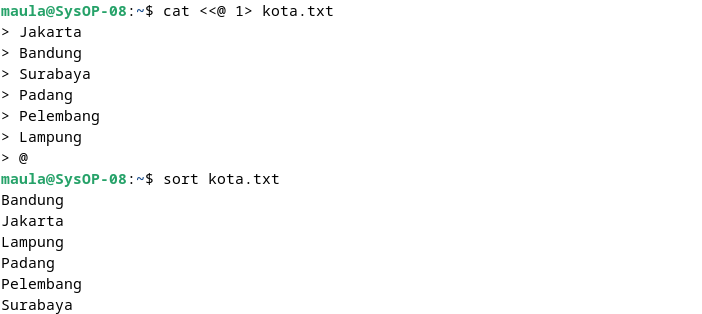 maula@SysOP-08:~$ cat <<@ 1> kota.txt
> Jakarta
> Bandung
> Surabaya
> Padang
> Pelembang
> Lampung
> @
maula@SysOP-08:~$ sort kota.txt
Bandung
Jakarta
Lampung
Padang
Pelembang
Surabaya